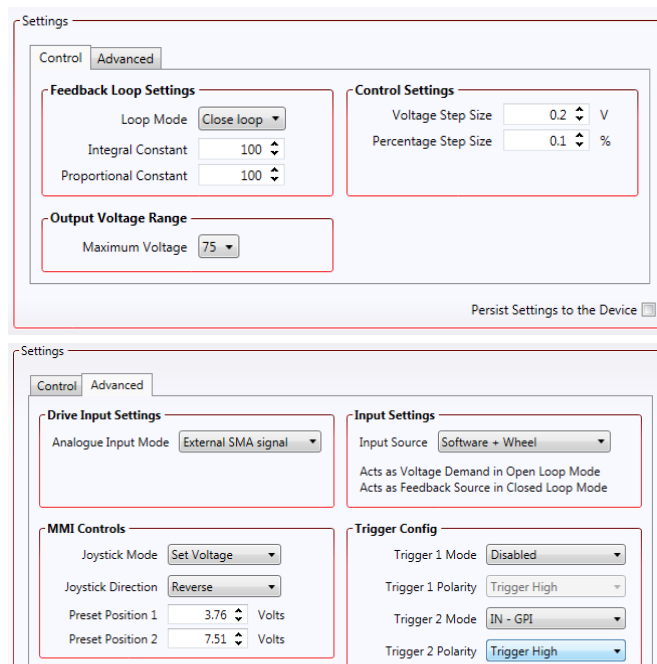 Settings
Control Advanced
Feedback Loop Settings
Loop Mode Close loop
Integral Constant 100
Proportional Constant 100
Control Settings
Voltage Step Size 0.2 V
Percentage Step Size 0.1 %
Output Voltage Range
Maximum Voltage 75
Persist Settings to the Device
Settings
Control Advanced
Drive Input Settings
Analogue Input Mode External SMA signal
Input Settings
Input Source Software + Wheel
Acts as Voltage Demand in Open Loop Mode
Acts as Feedback Source in Closed Loop Mode
MMI Controls
Joystick Mode Set Voltage
Joystick Direction Reverse
Preset Position 1 3.76 Volts
Preset Position 2 7.51 Volts
Trigger Config
Trigger 1 Mode Disabled
Trigger 1 Polarity Trigger High
Trigger 2 Mode IN - GPI
Trigger 2 Polarity Trigger High